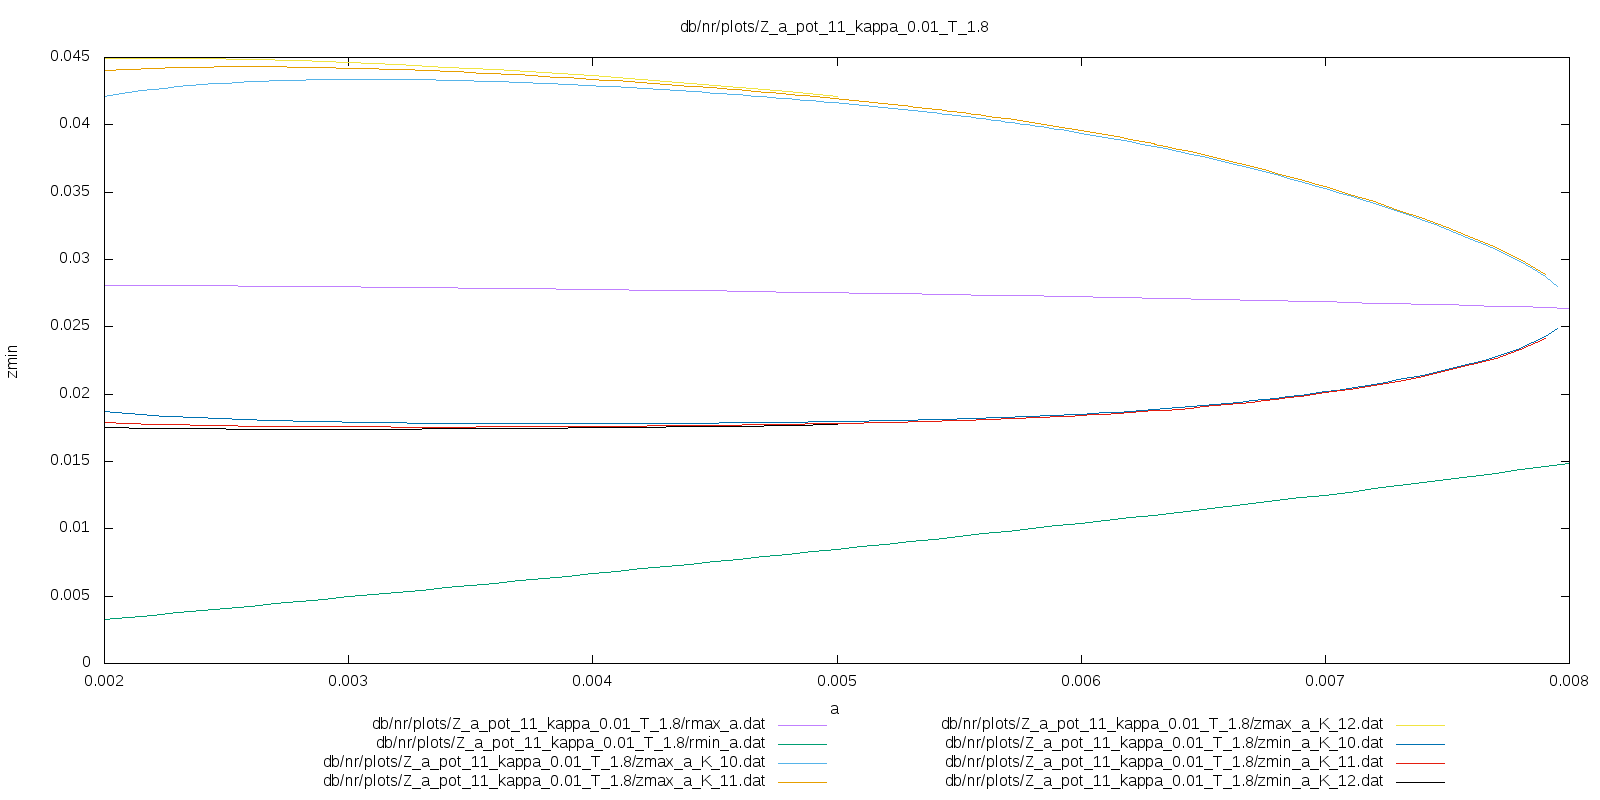 db/nr/plots/Z_a_pot_11_kappa_0.01_T_1.8
0.045
0.04
0.035
0.03
0.025
0.02
0.015
0.01
0.005
0
zmin
0.002 0.003 0.004 0.005 0.006 0.007 0.008
a
db/nr/plots/Z_a_pot_11_kappa_0.01_T_1.8/rmax_a.dat
db/nr/plots/Z_a_pot_11_kappa_0.01_T_1.8/rmin_a.dat
db/nr/plots/Z_a_pot_11_kappa_0.01_T_1.8/zmax_a_K_10.dat
db/nr/plots/Z_a_pot_11_kappa_0.01_T_1.8/zmax_a_K_11.dat
db/nr/plots/Z_a_pot_11_kappa_0.01_T_1.8/zmax_a_K_12.dat
db/nr/plots/Z_a_pot_11_kappa_0.01_T_1.8/zmin_a_K_10.dat
db/nr/plots/Z_a_pot_11_kappa_0.01_T_1.8/zmin_a_K_11.dat
db/nr/plots/Z_a_pot_11_kappa_0.01_T_1.8/zmin_a_K_12.dat